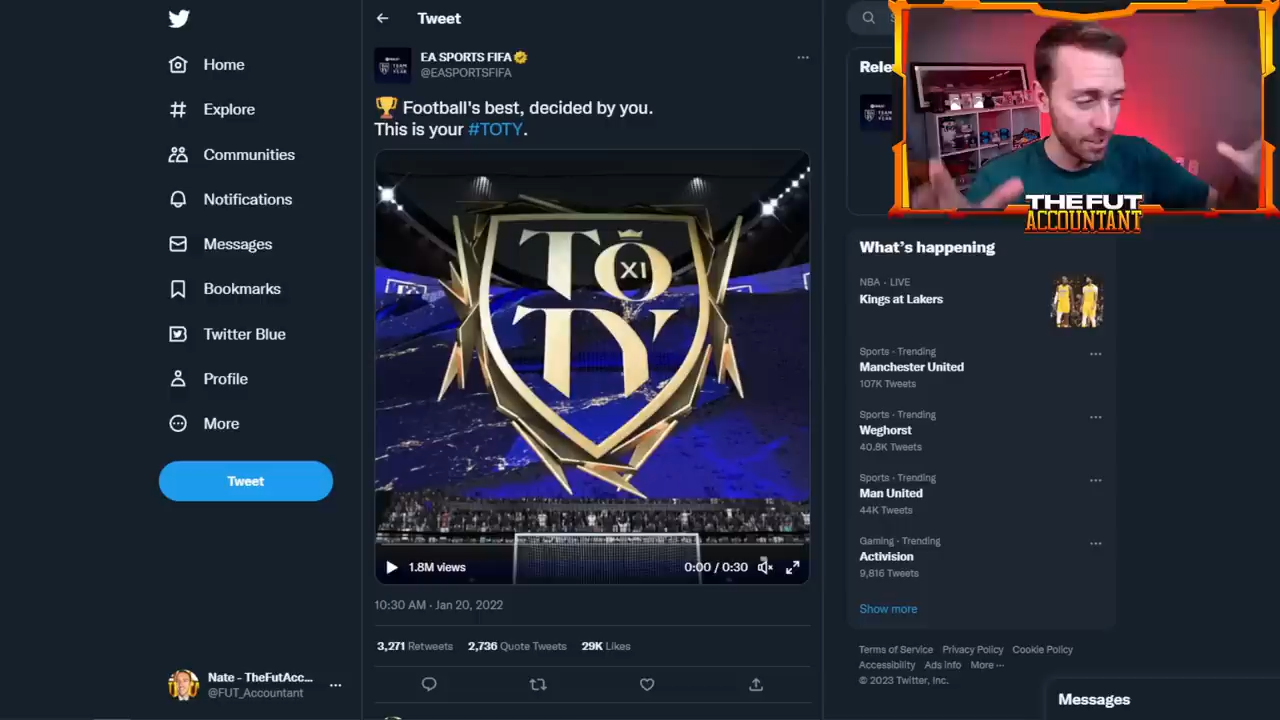 Home
Explore
Communities
Notifications
Messages
Bookmarks
Twitter Blue
Profile
More
Tweet
Nate - TheFutAcc...
@FUT_Accountant
Tweet
EA SPORTS FIFA
@EASPORTSFIFA
🏆 Football's best, decided by you.
This is your #TOTY.
TO
XI
TY
1.8M views
0:00 / 0:30
10:30 AM · Jan 20, 2022
3,271 Retweets 2,736 Quote Tweets 29K Likes
THE FUT
ACCOUNTANT
What's happening
NBA · LIVE
Kings at Lakers
Sports · Trending
Manchester United
107K Tweets
Sports · Trending
Weghorst
40.8K Tweets
Sports · Trending
Man United
44K Tweets
Gaming · Trending
Activision
9,816 Tweets
Show more
Terms of Service Privacy Policy Cookie Policy
Accessibility Ads info More ···
© 2023 Twitter, Inc.
Messages